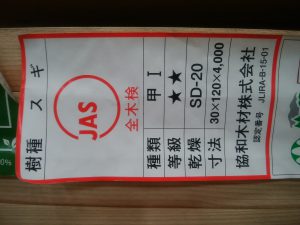 樹種 スギ
JAS
全木検
種類 甲Ⅰ
等級 ★★
乾燥 SD-20
寸法 30×120×4,000
協和木材株式会社
認定番号 JLIRA-B-15-01